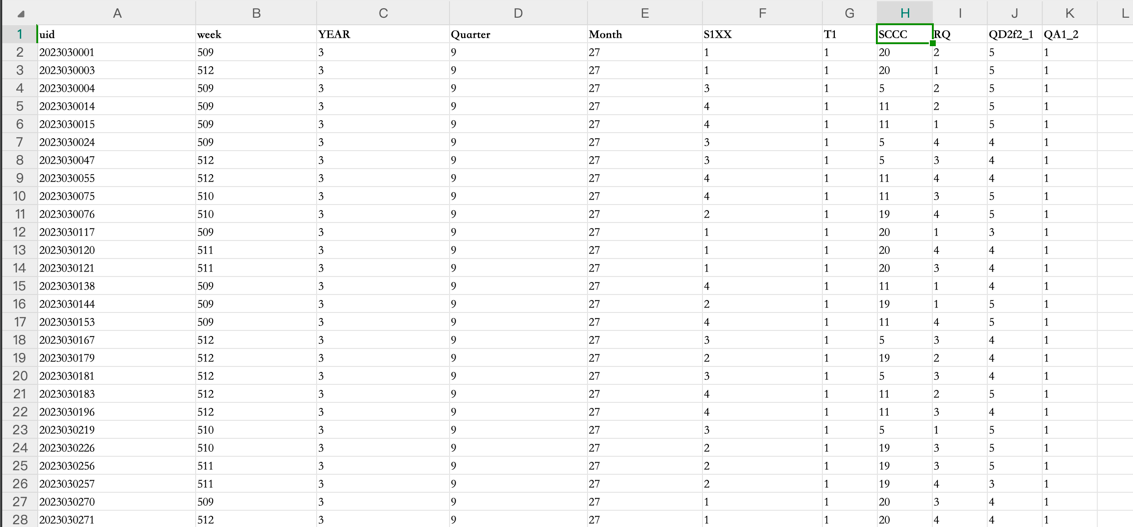 A B C D E F G H I J K L
1 uid week YEAR Quarter Month S1XX T1 SCCC RQ QD2f2_1 QA1_2
2 2023030001 509 3 9 27 1 1 20 2 5 1
3 2023030003 512 3 9 27 1 1 20 1 5 1
4 2023030004 509 3 9 27 3 1 5 2 5 1
5 2023030014 509 3 9 27 4 1 11 2 5 1
6 2023030015 509 3 9 27 4 1 11 1 5 1
7 2023030024 509 3 9 27 3 1 5 4 4 1
8 2023030047 512 3 9 27 3 1 5 3 4 1
9 2023030055 512 3 9 27 4 1 11 4 4 1
10 2023030075 510 3 9 27 4 1 11 3 5 1
11 2023030076 510 3 9 27 2 1 19 4 5 1
12 2023030117 509 3 9 27 1 1 20 1 3 1
13 2023030120 511 3 9 27 1 1 20 4 4 1
14 2023030121 511 3 9 27 1 1 20 3 4 1
15 2023030138 509 3 9 27 4 1 11 1 4 1
16 2023030144 509 3 9 27 2 1 19 1 5 1
17 2023030153 509 3 9 27 4 1 11 4 5 1
18 2023030167 512 3 9 27 3 1 5 3 4 1
19 2023030179 512 3 9 27 2 1 19 2 4 1
20 2023030181 512 3 9 27 3 1 5 3 4 1
21 2023030183 512 3 9 27 4 1 11 2 5 1
22 2023030196 512 3 9 27 4 1 11 3 4 1
23 2023030219 510 3 9 27 3 1 5 1 5 1
24 2023030226 510 3 9 27 2 1 19 3 5 1
25 2023030256 511 3 9 27 2 1 19 3 5 1
26 2023030257 511 3 9 27 2 1 19 4 3 1
27 2023030270 509 3 9 27 1 1 20 3 4 1
28 2023030271 512 3 9 27 1 1 20 4 4 1